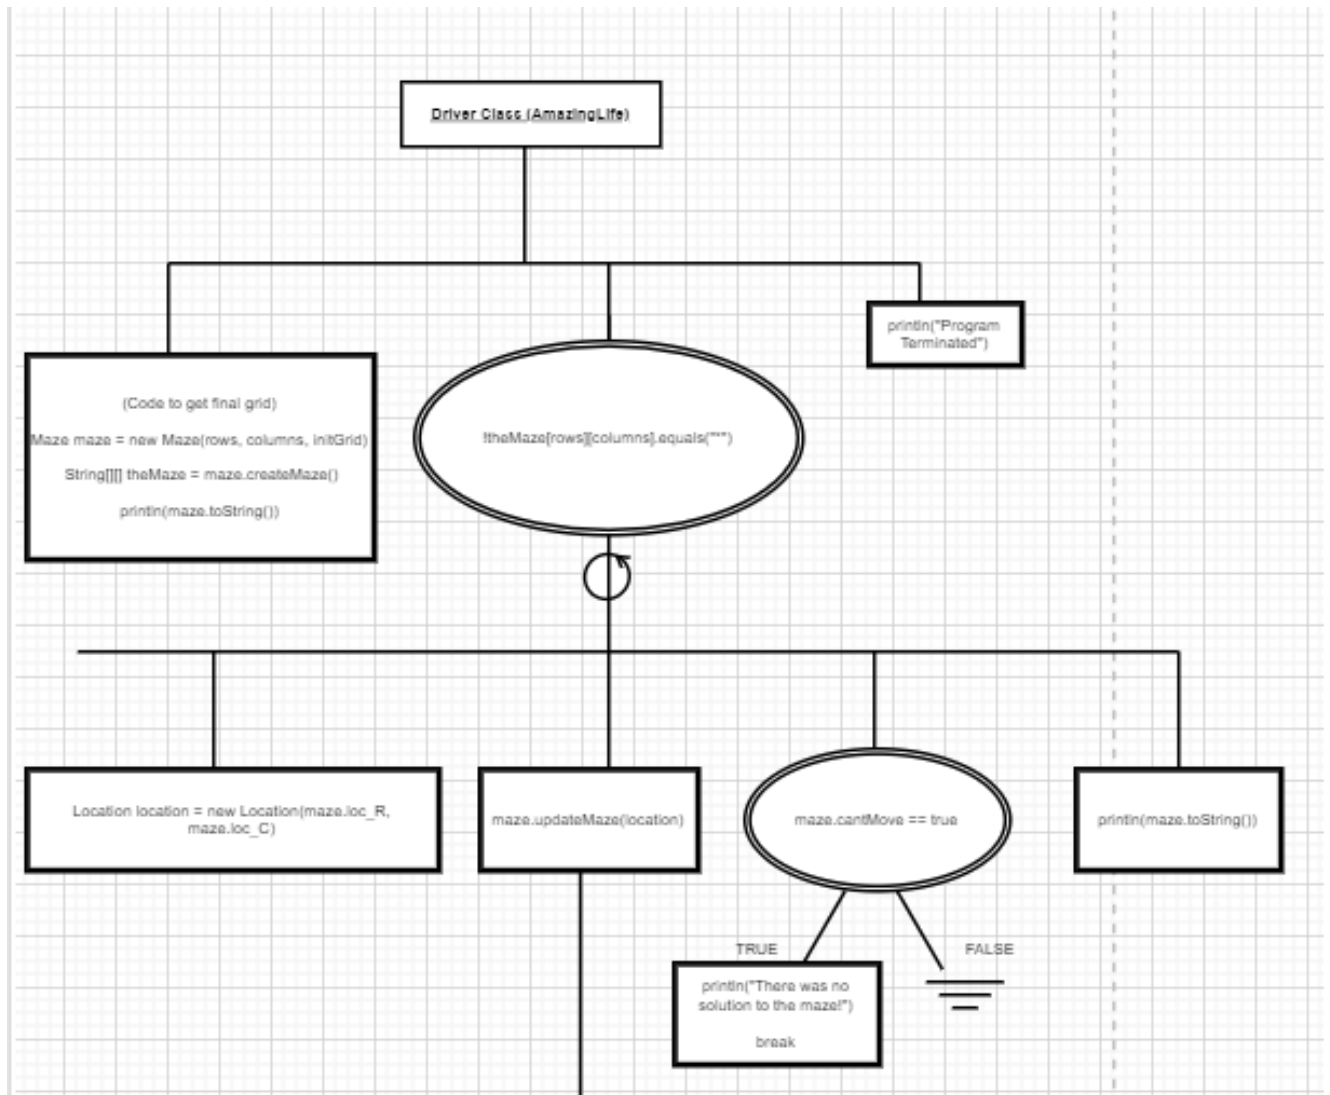 Driver Class (AmazingLife)
println("Program
Terminated")
(Code to get final grid)
Maze maze = new Maze(rows, columns, initGrid)
String[][] theMaze = maze.createMaze()
println(maze.toString())
!theMaze[rows][columns].equals("*")
Location location = new Location(maze.loc_R,
maze.loc_C)
maze.updateMaze(location)
maze.cantMove == true
println(maze.toString())
TRUE
FALSE
println("There was no
solution to the maze!")
break